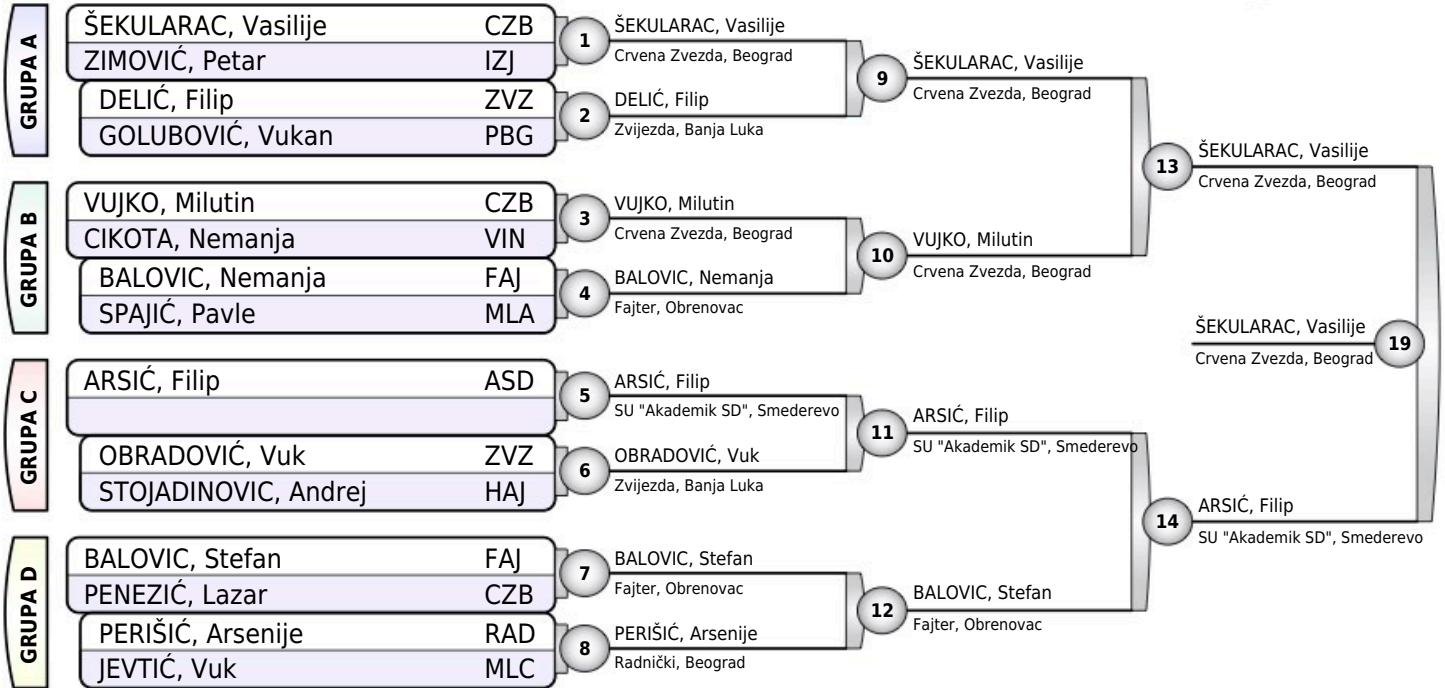 GRUPA A
ŠEKULARAC, Vasilije CZB
ZIMOVIĆ, Petar IZJ
DELIĆ, Filip ZVZ
GOLUBOVIĆ, Vukan PBG
GRUPA B
VUJKO, Milutin CZB
CIKOTA, Nemanja VIN
BALOVIC, Nemanja FAJ
SPAJIĆ, Pavle MLA
GRUPA C
ARSIĆ, Filip ASD
OBRADOVIĆ, Vuk ZVZ
STOJADINOVIC, Andrej HAJ
GRUPA D
BALOVIC, Stefan FAJ
PENEZIĆ, Lazar CZB
PERIŠIĆ, Arsenije RAD
JEVTIĆ, Vuk MLC
1
ŠEKULARAC, Vasilije
Crvena Zvezda, Beograd
2
DELIĆ, Filip
Zvijezda, Banja Luka
3
VUJKO, Milutin
Crvena Zvezda, Beograd
4
BALOVIC, Nemanja
Fajter, Obrenovac
5
ARSIĆ, Filip
SU "Akademik SD", Smederevo
6
OBRADOVIĆ, Vuk
Zvijezda, Banja Luka
7
BALOVIC, Stefan
Fajter, Obrenovac
8
PERIŠIĆ, Arsenije
Radnički, Beograd
9
ŠEKULARAC, Vasilije
Crvena Zvezda, Beograd
10
VUJKO, Milutin
Crvena Zvezda, Beograd
11
ARSIĆ, Filip
SU "Akademik SD", Smederevo
12
BALOVIC, Stefan
Fajter, Obrenovac
13
ŠEKULARAC, Vasilije
Crvena Zvezda, Beograd
14
ARSIĆ, Filip
SU "Akademik SD", Smederevo
ŠEKULARAC, Vasilije
Crvena Zvezda, Beograd
19